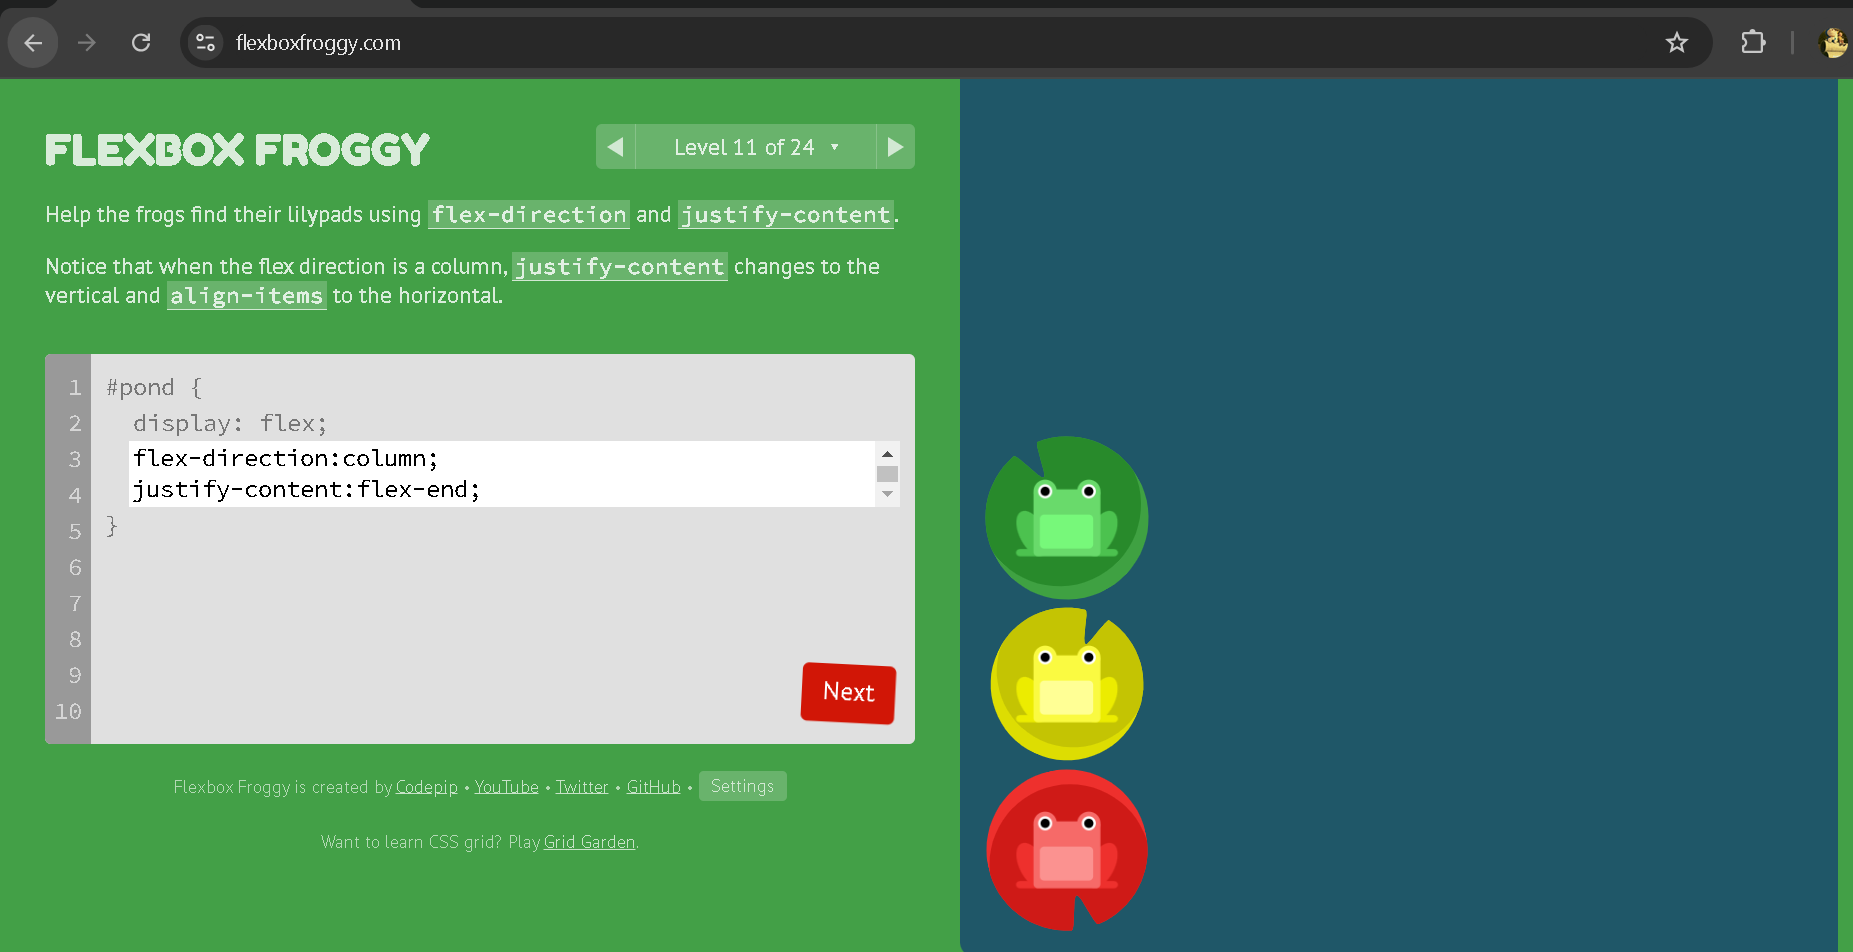 flexboxfroggy.com
FLEXBOX FROGGY
Level 11 of 24
Help the frogs find their lilypads using flex-direction and justify-content.
Notice that when the flex direction is a column, justify-content changes to the
vertical and align-items to the horizontal.
1 #pond {
2 display: flex;
3 flex-direction:column;
4 justify-content:flex-end;
5 }
6
7
8
9
10
Next
Flexbox Froggy is created by Codepip • YouTube • Twitter • GitHub • Settings
Want to learn CSS grid? Play Grid Garden.